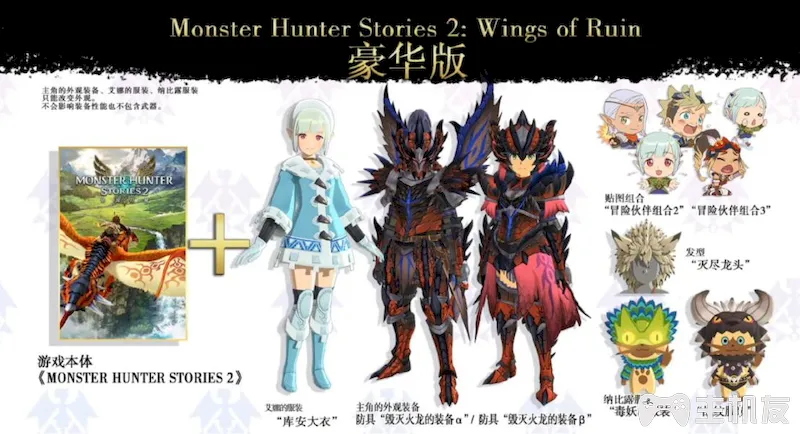 Monster Hunter Stories 2: Wings of Ruin
豪华版
主角的外观装备、艾娜的服装、纳比露服装
只能改变外观。
不会影响装备性能也不包含武器。
MONSTER HUNTER
STORIES 2
贴图组合
“冒险伙伴组合2” “冒险伙伴组合3”
发型
“灭尽龙头”
游戏本体
《MONSTER HUNTER STORIES 2》
艾娜的服装
“库安大衣”
主角的外观装备
防具 “毁灭火龙的装备α” / 防具 “毁灭火龙的装备β”
纳比露
“毒妖
主机友